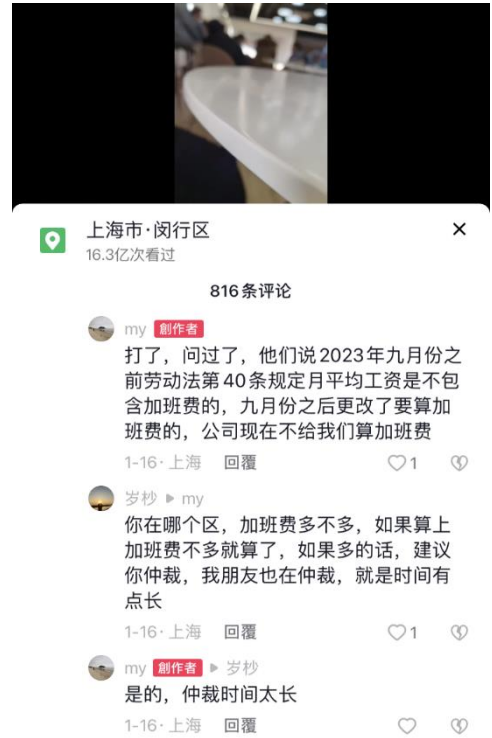 上海市·闵行区
16.3亿次看过
816条评论
my 創作者
打了，问过了，他们说2023年九月份之
前劳动法第40条规定月平均工资是不包
含加班费的，九月份之后更改了要算加
班费的，公司现在不给我们算加班费
1-16·上海 回覆 1
岁杪 ▶ my
你在哪个区，加班费多不多，如果算上
加班费不多就算了，如果多的话，建议
你仲裁，我朋友也在仲裁，就是时间有
点长
1-16·上海 回覆 1
my 創作者 ▶ 岁杪
是的，仲裁时间太长
1-16·上海 回覆